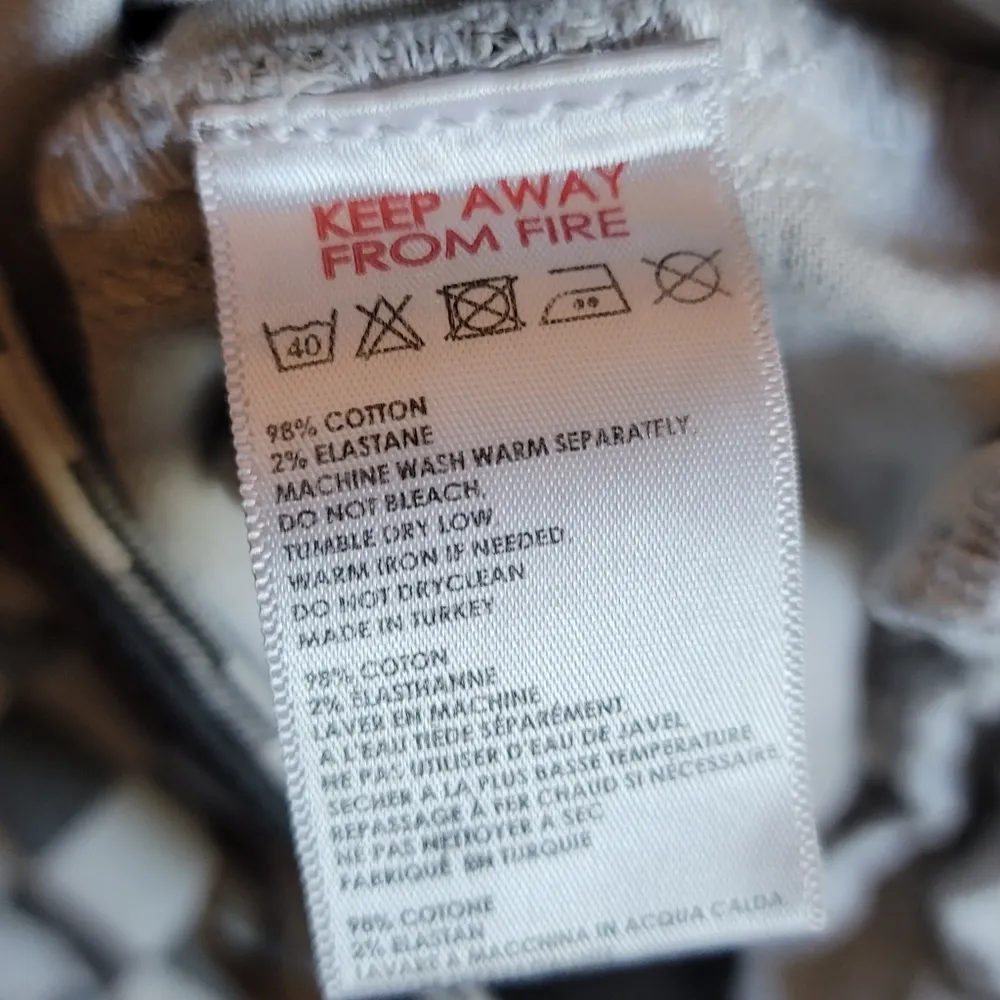 KEEP AWAY
FROM FIRE
40
98% COTTON
2% ELASTANE
MACHINE WASH WARM SEPARATELY.
DO NOT BLEACH.
TUMBLE DRY LOW.
WARM IRON IF NEEDED.
DO NOT DRYCLEAN
MADE IN TURKEY
98% COTON
2% ÉLASTHANNE
LAVER EN MACHINE
A L'EAU TIEDE SÉPARÉMENT
NE PAS UTILISER D'EAU DE JAVEL
SECHER A LA PLUS BASSE TEMPERATURE
REPASSAGE À FER CHAUD SI NÉCESSAIRE
NE PAS NETTOYER A SEC
FABRIQUÉ EN TURQUIE
98% COTONE
2% ELASTAN
LAVARE A MACCHINA IN ACQUA CALDA.